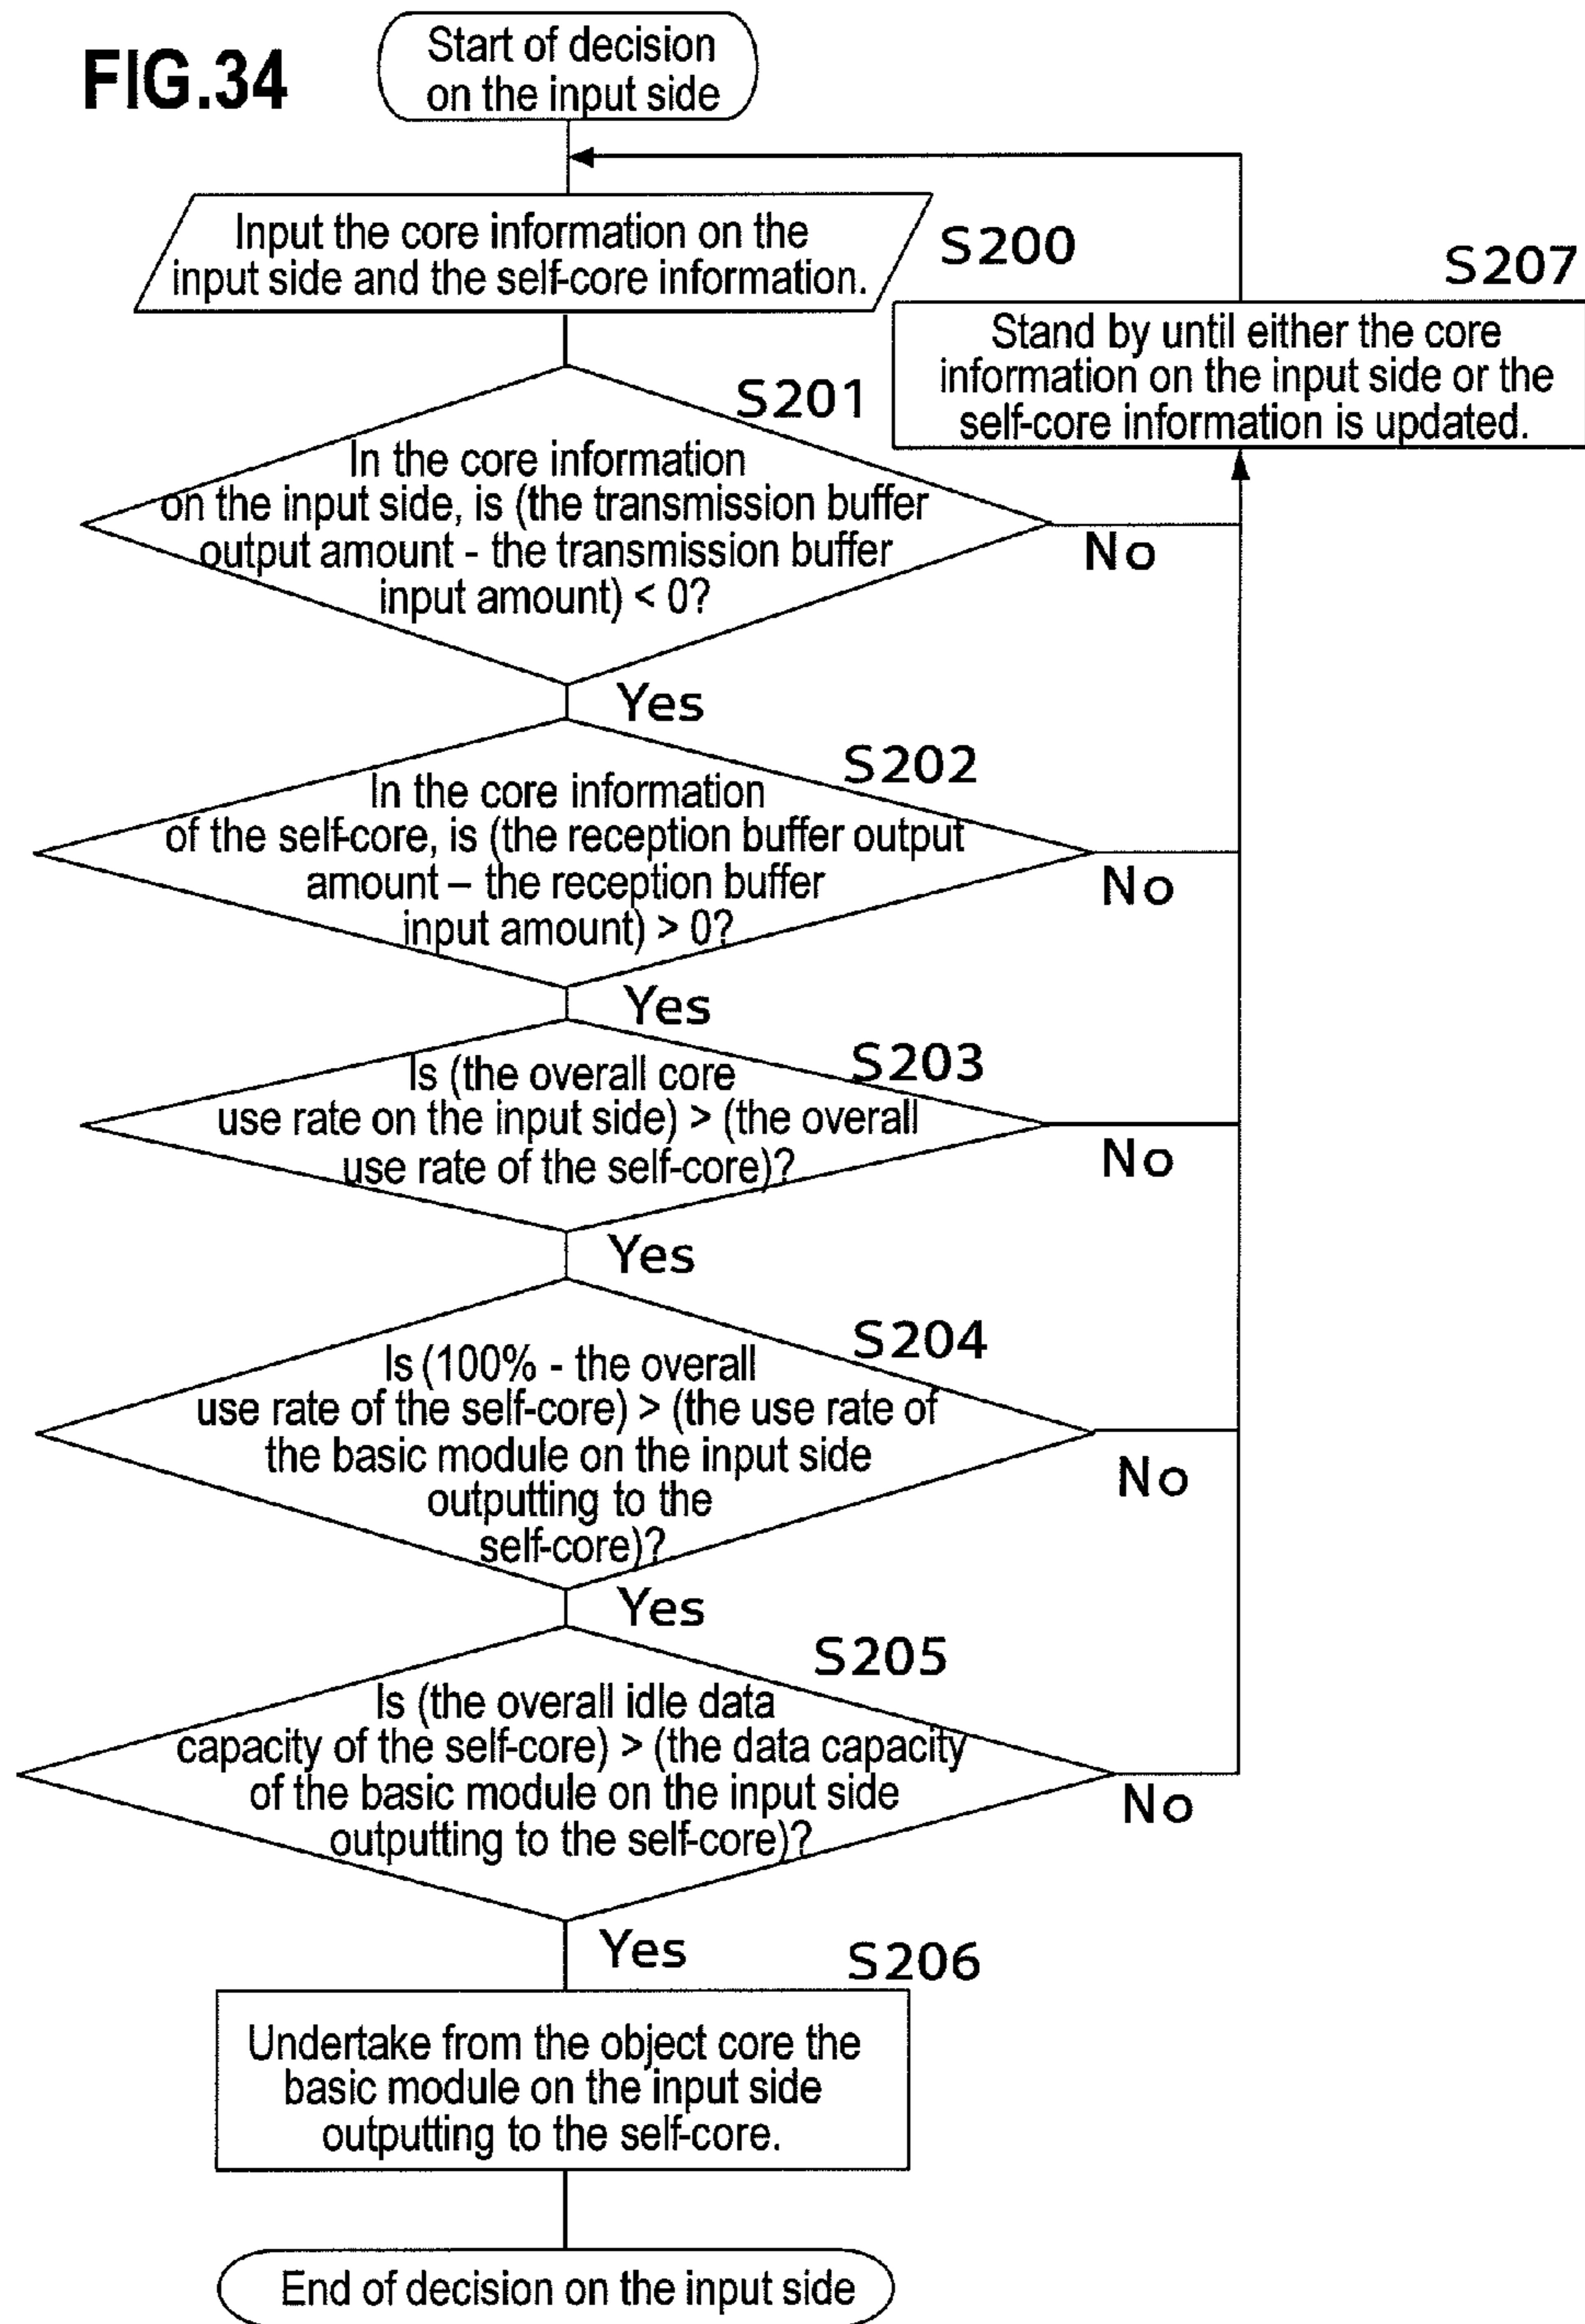 FIG.34
Start of decision
on the input side
Input the core information on the
input side and the self-core information.
S200
S207
Stand by until either the core
information on the input side or the
self-core information is updated.
S201
In the core information
on the input side, is (the transmission buffer
output amount - the transmission buffer
input amount) < 0?
No
Yes
S202
In the core information
of the self-core, is (the reception buffer output
amount – the reception buffer
input amount) > 0?
No
Yes
S203
Is (the overall core
use rate on the input side) > (the overall
use rate of the self-core)?
No
Yes
S204
Is (100% - the overall
use rate of the self-core) > (the use rate of
the basic module on the input side
outputting to the
self-core)?
No
Yes
S205
Is (the overall idle data
capacity of the self-core) > (the data capacity
of the basic module on the input side
outputting to the self-core)?
No
Yes
S206
Undertake from the object core the
basic module on the input side
outputting to the self-core.
End of decision on the input side